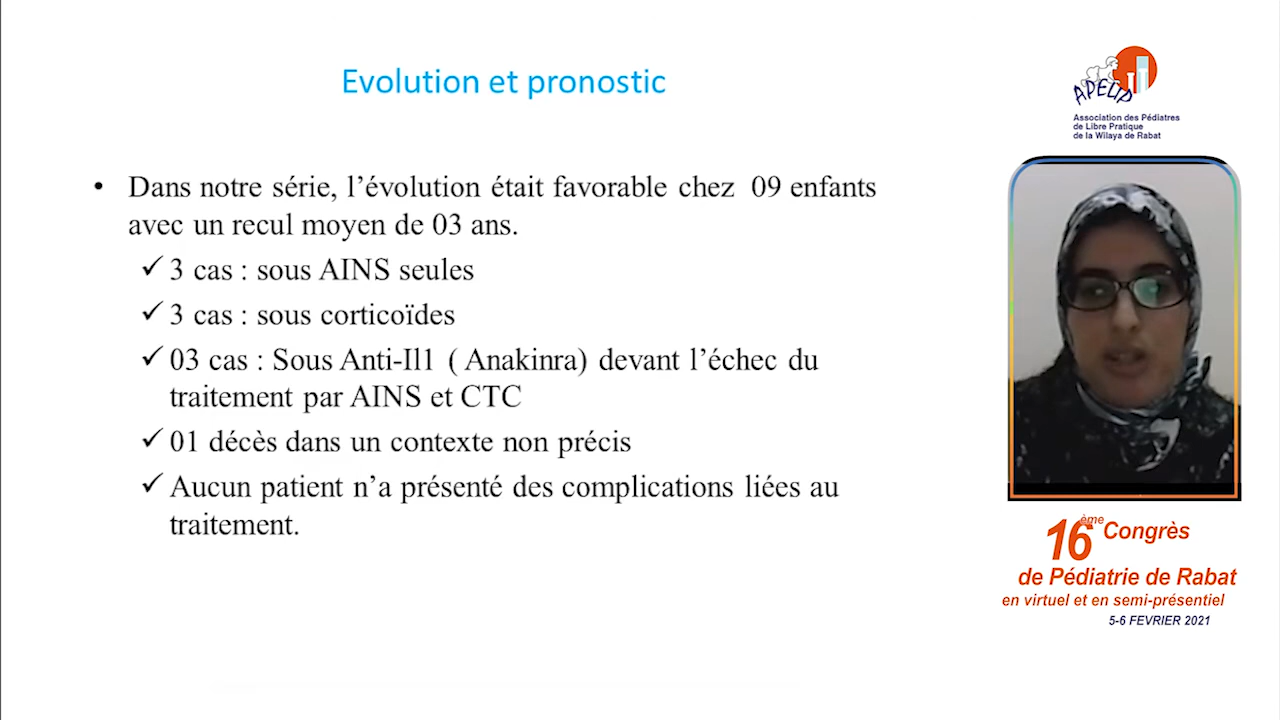 Evolution et pronostic
• Dans notre série, l’évolution était favorable chez 09 enfants
avec un recul moyen de 03 ans.
✓ 3 cas : sous AINS seules
✓ 3 cas : sous corticoïdes
✓ 03 cas : Sous Anti-Il1 ( Anakinra) devant l’échec du
traitement par AINS et CTC
✓ 01 décès dans un contexte non précis
✓ Aucun patient n’a présenté des complications liées au
traitement.
APELIP
Association des Pédiatres
de Libre Pratique
de la Wilaya de Rabat
16ème Congrès
de Pédiatrie de Rabat
en virtuel et en semi-présentiel
5-6 FEVRIER 2021